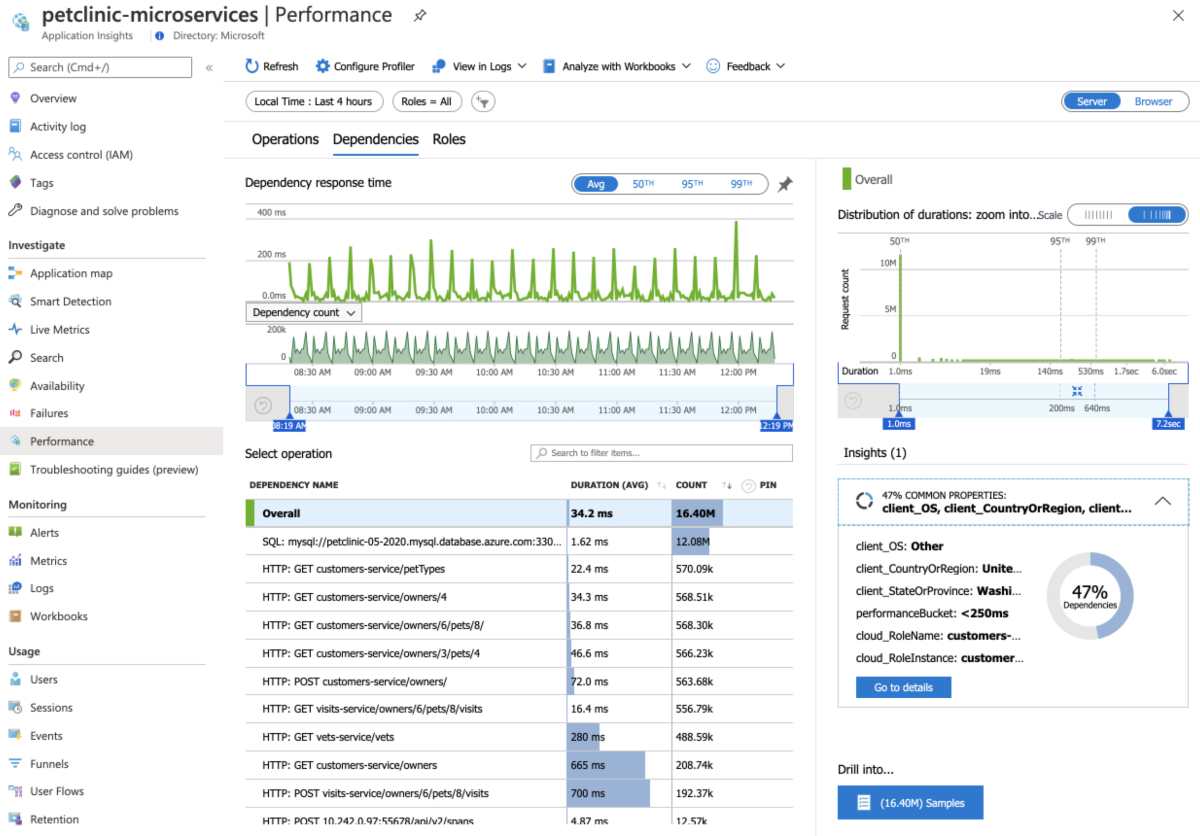 petclinic-microservices | Performance
Application Insights
Directory: Microsoft
Search (Cmd+/)
«
Overview
Activity log
Access control (IAM)
Tags
Diagnose and solve problems
Investigate
Application map
Smart Detection
Live Metrics
Search
Availability
Failures
Performance
Troubleshooting guides (preview)
Monitoring
Alerts
Metrics
Logs
Workbooks
Usage
Users
Sessions
Events
Funnels
User Flows
Retention
Refresh
Configure Profiler
View in Logs
Analyze with Workbooks
Feedback
Local Time : Last 4 hours
Roles = All
Server
Browser
Operations
Dependencies
Roles
Dependency response time
Avg
50TH
95TH
99TH
400 ms
200 ms
0.0ms
Dependency count
200k
0
08:30 AM 09:00 AM 09:30 AM 10:00 AM 10:30 AM 11:00 AM 11:30 AM 12:00 PM
08:30 AM 09:00 AM 09:30 AM 10:00 AM 10:30 AM 11:00 AM 11:30 AM 12:00 PM
08:19 AM
12:19 PM
Select operation
Search to filter items...
DEPENDENCY NAME DURATION (AVG) COUNT PIN
Overall 34.2 ms 16.40M
SQL: mysql://petclinic-05-2020.mysql.database.azure.com:330... 1.62 ms 12.08M
HTTP: GET customers-service/petTypes 22.4 ms 570.09k
HTTP: GET customers-service/owners/4 34.3 ms 568.51k
HTTP: GET customers-service/owners/6/pets/8/ 36.8 ms 568.30k
HTTP: GET customers-service/owners/3/pets/4 46.6 ms 566.23k
HTTP: POST customers-service/owners/ 72.0 ms 563.68k
HTTP: GET visits-service/owners/6/pets/8/visits 16.4 ms 556.79k
HTTP: GET vets-service/vets 280 ms 488.59k
HTTP: GET customers-service/owners 665 ms 208.74k
HTTP: POST visits-service/owners/6/pets/8/visits 700 ms 192.37k
HTTP: POST 10.242.0.97:55678/api/v2/spans 4.87 ms 12.57k
Overall
Distribution of durations: zoom into...
Scale
50TH 95TH 99TH
Request count
10M
5M
0
Duration 1.0ms 19ms 140ms 530ms 1.7sec 6.0sec
1.0ms 200ms 640ms
1.0ms
7.2sec
Insights (1)
47% COMMON PROPERTIES:
client_OS, client_CountryOrRegion, client...
client_OS: Other
client_CountryOrRegion: Unite...
client_StateOrProvince: Washi...
performanceBucket: <250ms
cloud_RoleName: customers-...
cloud_RoleInstance: customer...
47%
Dependencies
Go to details
Drill into...
(16.40M) Samples